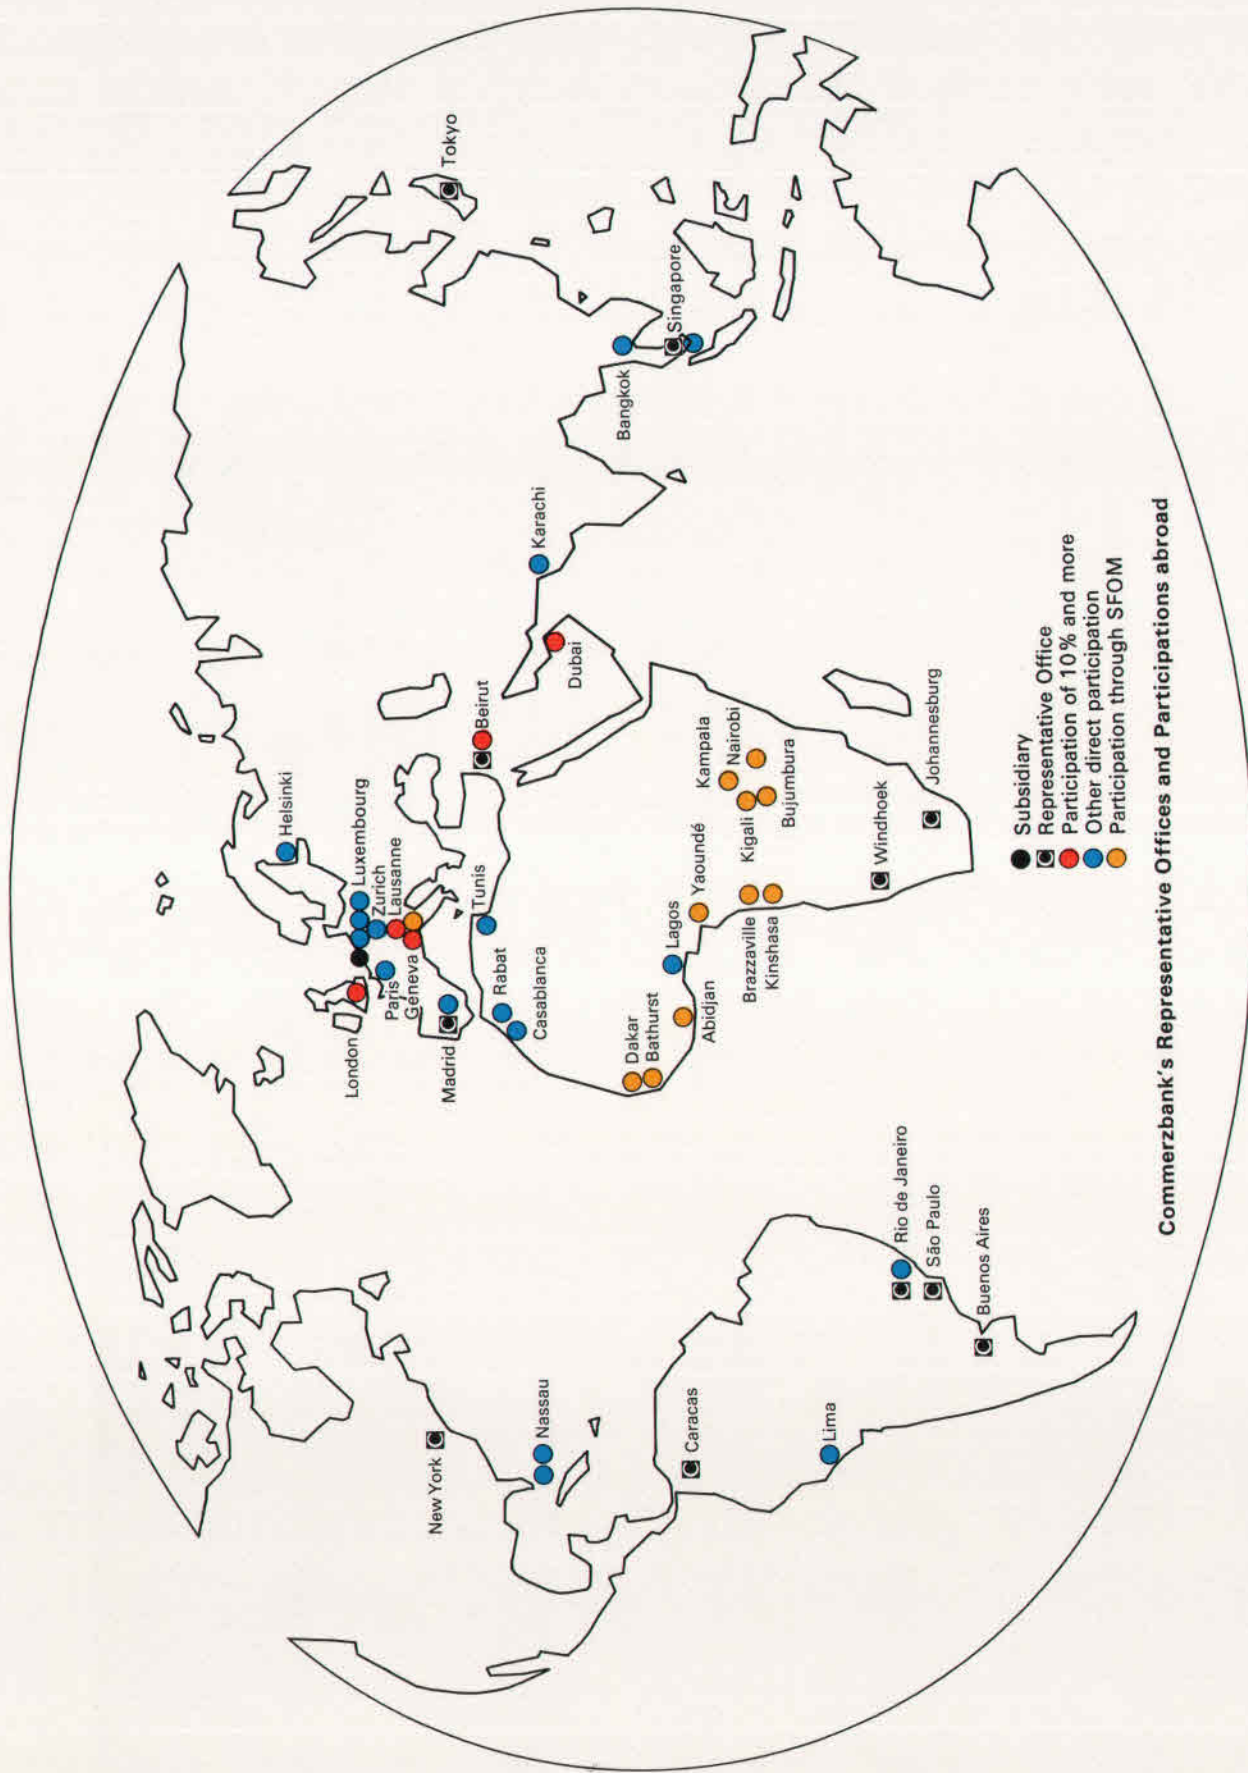 Helsinki
London
Luxembourg
Zurich
Lausanne
Paris
Geneva
Madrid
Tunis
Rabat
Casablanca
Beirut
Dubai
Karachi
Bangkok
Singapore
Tokyo
New York
Nassau
Caracas
Lima
Rio de Janeiro
São Paulo
Buenos Aires
Dakar
Bathurst
Abidjan
Lagos
Yaoundé
Brazzaville
Kinshasa
Kampala
Nairobi
Kigali
Bujumbura
Windhoek
Johannesburg
Subsidiary
Representative Office
Participation of 10% and more
Other direct participation
Participation through SFOM
Commerzbank's Representative Offices and Participations abroad